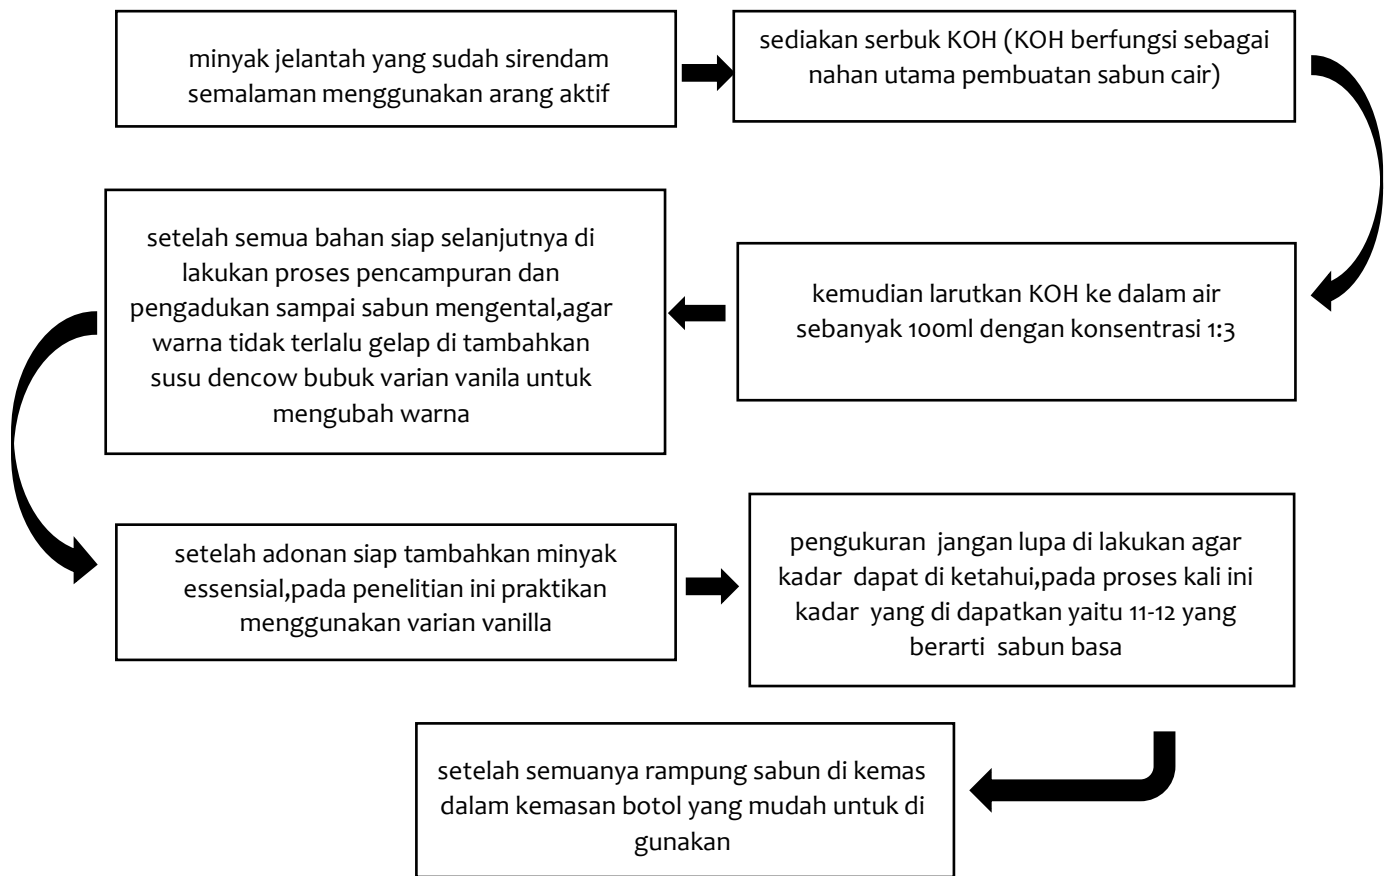 minyak jelantah yang sudah sirendam
semalaman menggunakan arang aktif
sediakan serbuk KOH (KOH berfungsi sebagai
nahan utama pembuatan sabun cair)
kemudian larutkan KOH ke dalam air
sebanyak 100ml dengan konsentrasi 1:3
setelah semua bahan siap selanjutnya di
lakukan proses pencampuran dan
pengadukan sampai sabun mengental,agar
warna tidak terlalu gelap di tambahkan
susu dencow bubuk varian vanila untuk
mengubah warna
setelah adonan siap tambahkan minyak
essensial,pada penelitian ini praktikan
menggunakan varian vanilla
pengukuran jangan lupa di lakukan agar
kadar dapat di ketahui,pada proses kali ini
kadar yang di dapatkan yaitu 11-12 yang
berarti sabun basa
setelah semuanya rampung sabun di kemas
dalam kemasan botol yang mudah untuk di
gunakan